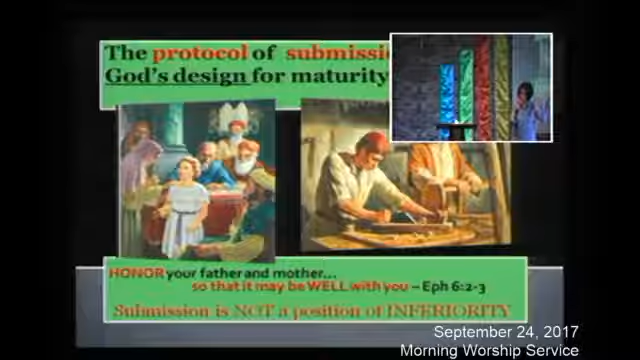 The protocol of submissi
God's design for maturity
HONOR your father and mother...
so that it may be WELL with you – Eph 6:2-3
Submission is NOT a position of INFERIORITY
September 24, 2017
Morning Worship Service